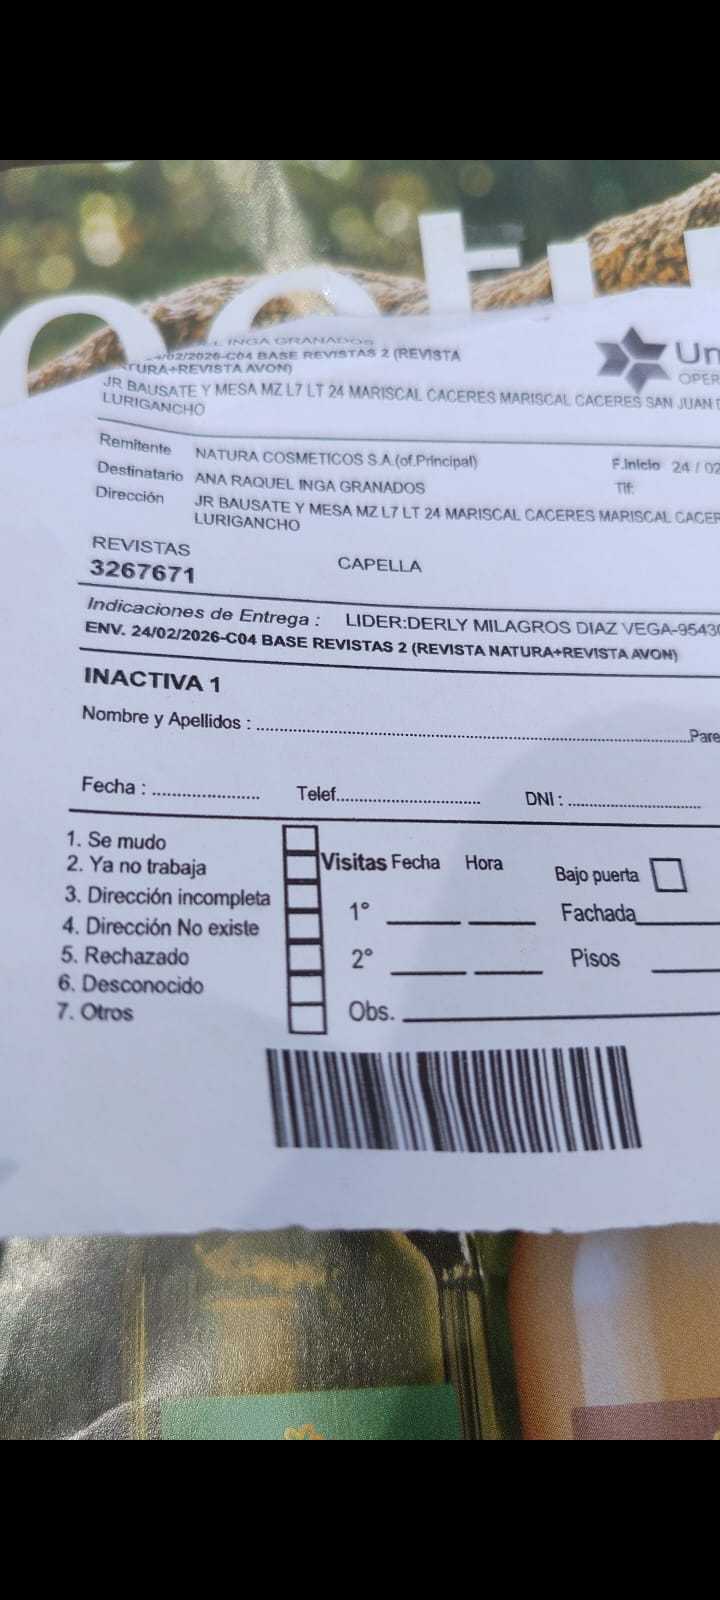 INGA GRANADOS
24/02/2026-C04 BASE REVISTAS 2 (REVISTA
NATURA+REVISTA AVON)
JR BAUSATE Y MESA MZ L7 LT 24 MARISCAL CACERES MARISCAL CACERES SAN JUAN
LURIGANCHO
Un
OPER
Remitente NATURA COSMETICOS S.A.(of.Principal) F.Inicio 24 / 02
Destinatario ANA RAQUEL INGA GRANADOS Tlf:
Dirección JR BAUSATE Y MESA MZ L7 LT 24 MARISCAL CACERES MARISCAL CACER
LURIGANCHO
REVISTAS CAPELLA
3267671
Indicaciones de Entrega : LIDER:DERLY MILAGROS DIAZ VEGA-95430
ENV. 24/02/2026-C04 BASE REVISTAS 2 (REVISTA NATURA+REVISTA AVON)
INACTIVA 1
Nombre y Apellidos : Pare
Fecha : Telef. DNI :
1. Se mudo
2. Ya no trabaja
3. Dirección incompleta
4. Dirección No existe
5. Rechazado
6. Desconocido
7. Otros
Visitas Fecha Hora Bajo puerta
1° Fachada
2° Pisos
Obs.